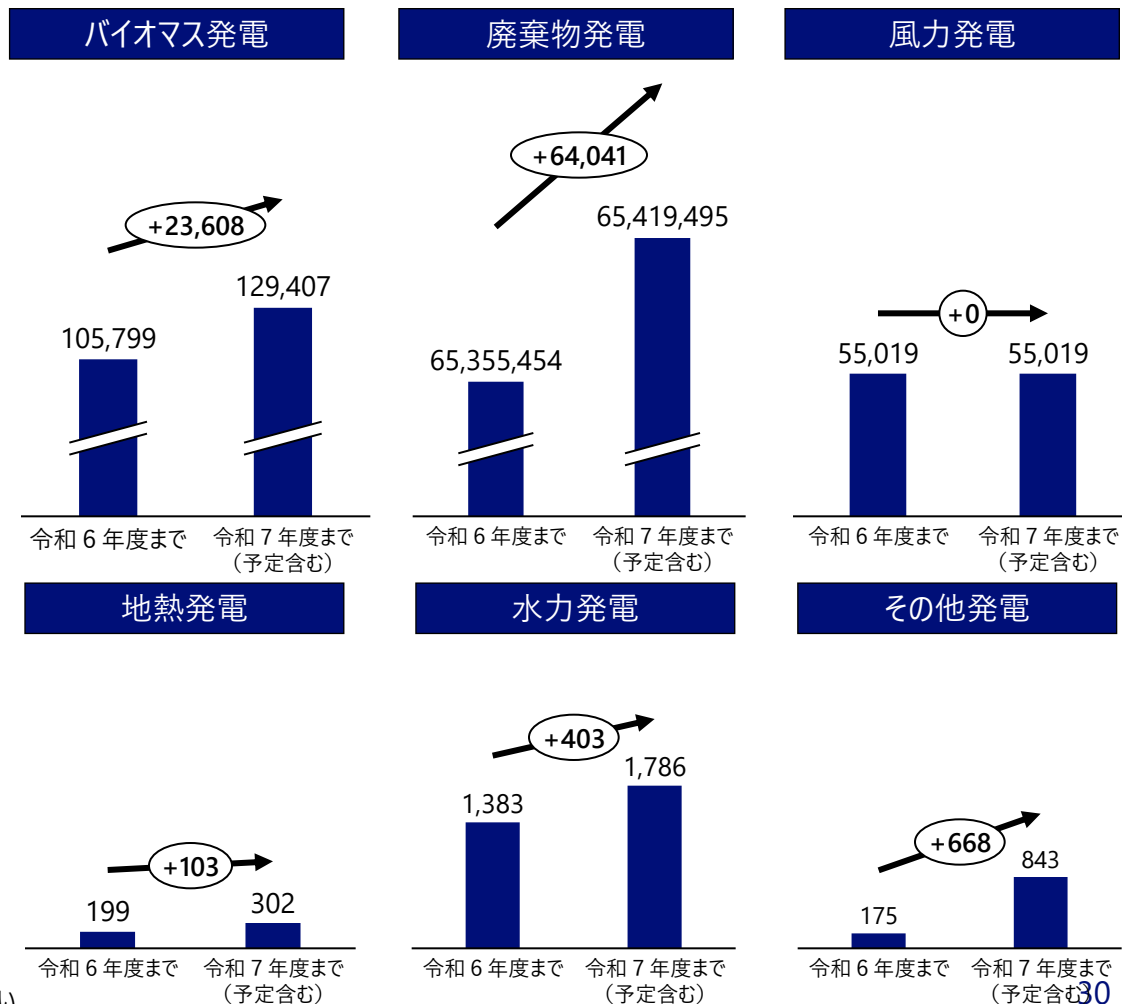 バイオマス発電
+23,608
105,799
129,407
令和6年度まで
令和7年度まで
（予定含む）
廃棄物発電
+64,041
65,355,454
65,419,495
令和6年度まで
令和7年度まで
（予定含む）
風力発電
+0
55,019
55,019
令和6年度まで
令和7年度まで
（予定含む）
地熱発電
+103
199
302
令和6年度まで
令和7年度まで
（予定含む）
水力発電
+403
1,383
1,786
令和6年度まで
令和7年度まで
（予定含む）
その他発電
+668
175
843
令和6年度まで
令和7年度まで
（予定含む）
30